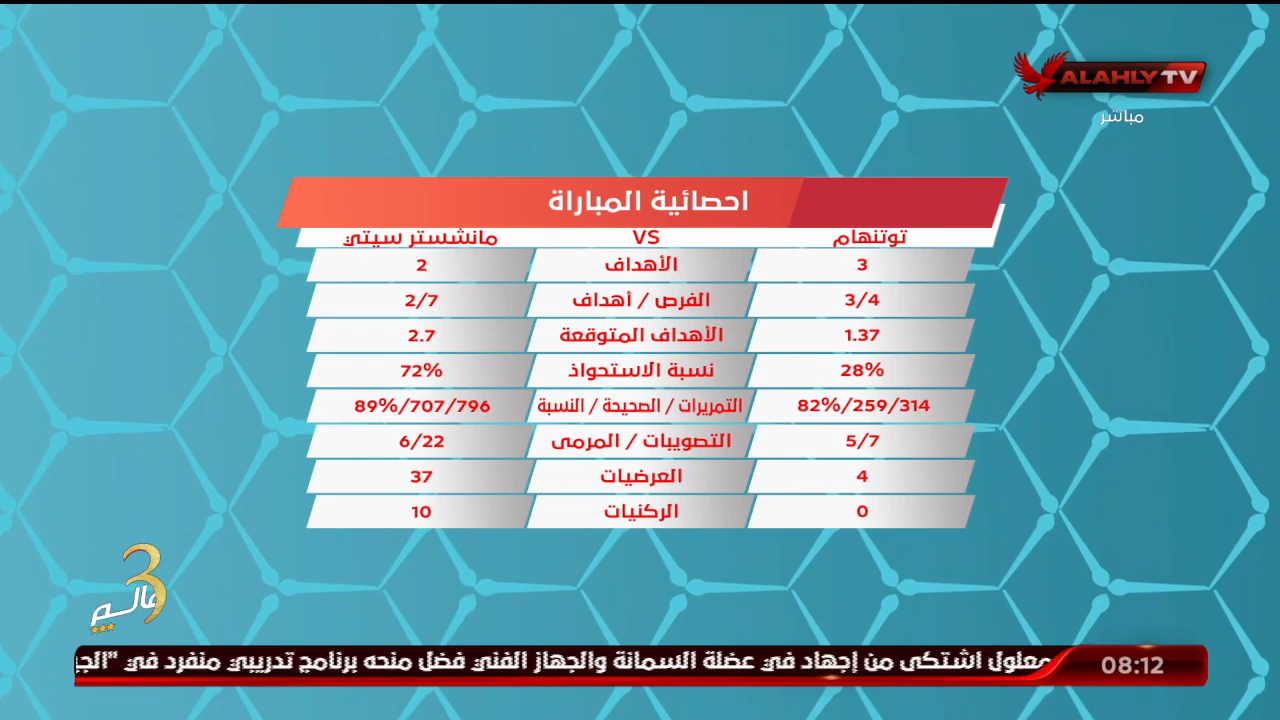 ALAHLY TV
مباشر
احصائية المباراة
توتنهام VS مانشستر سيتي
3 الأهداف 2
3/4 الفرص / أهداف 2/7
1.37 الأهداف المتوقعة 2.7
28% نسبة الاستحواذ 72%
82%/259/314 التمريرات / الصحيحة / النسبة 89%/707/796
5/7 التصويبات / المرمى 6/22
4 العرضيات 37
0 الركنيات 10
3 عالم
08:12 معلول اشتكى من إجهاد في عضلة السمانة والجهاز الفني فضل منحه برنامج تدريبي منفرد في "الج